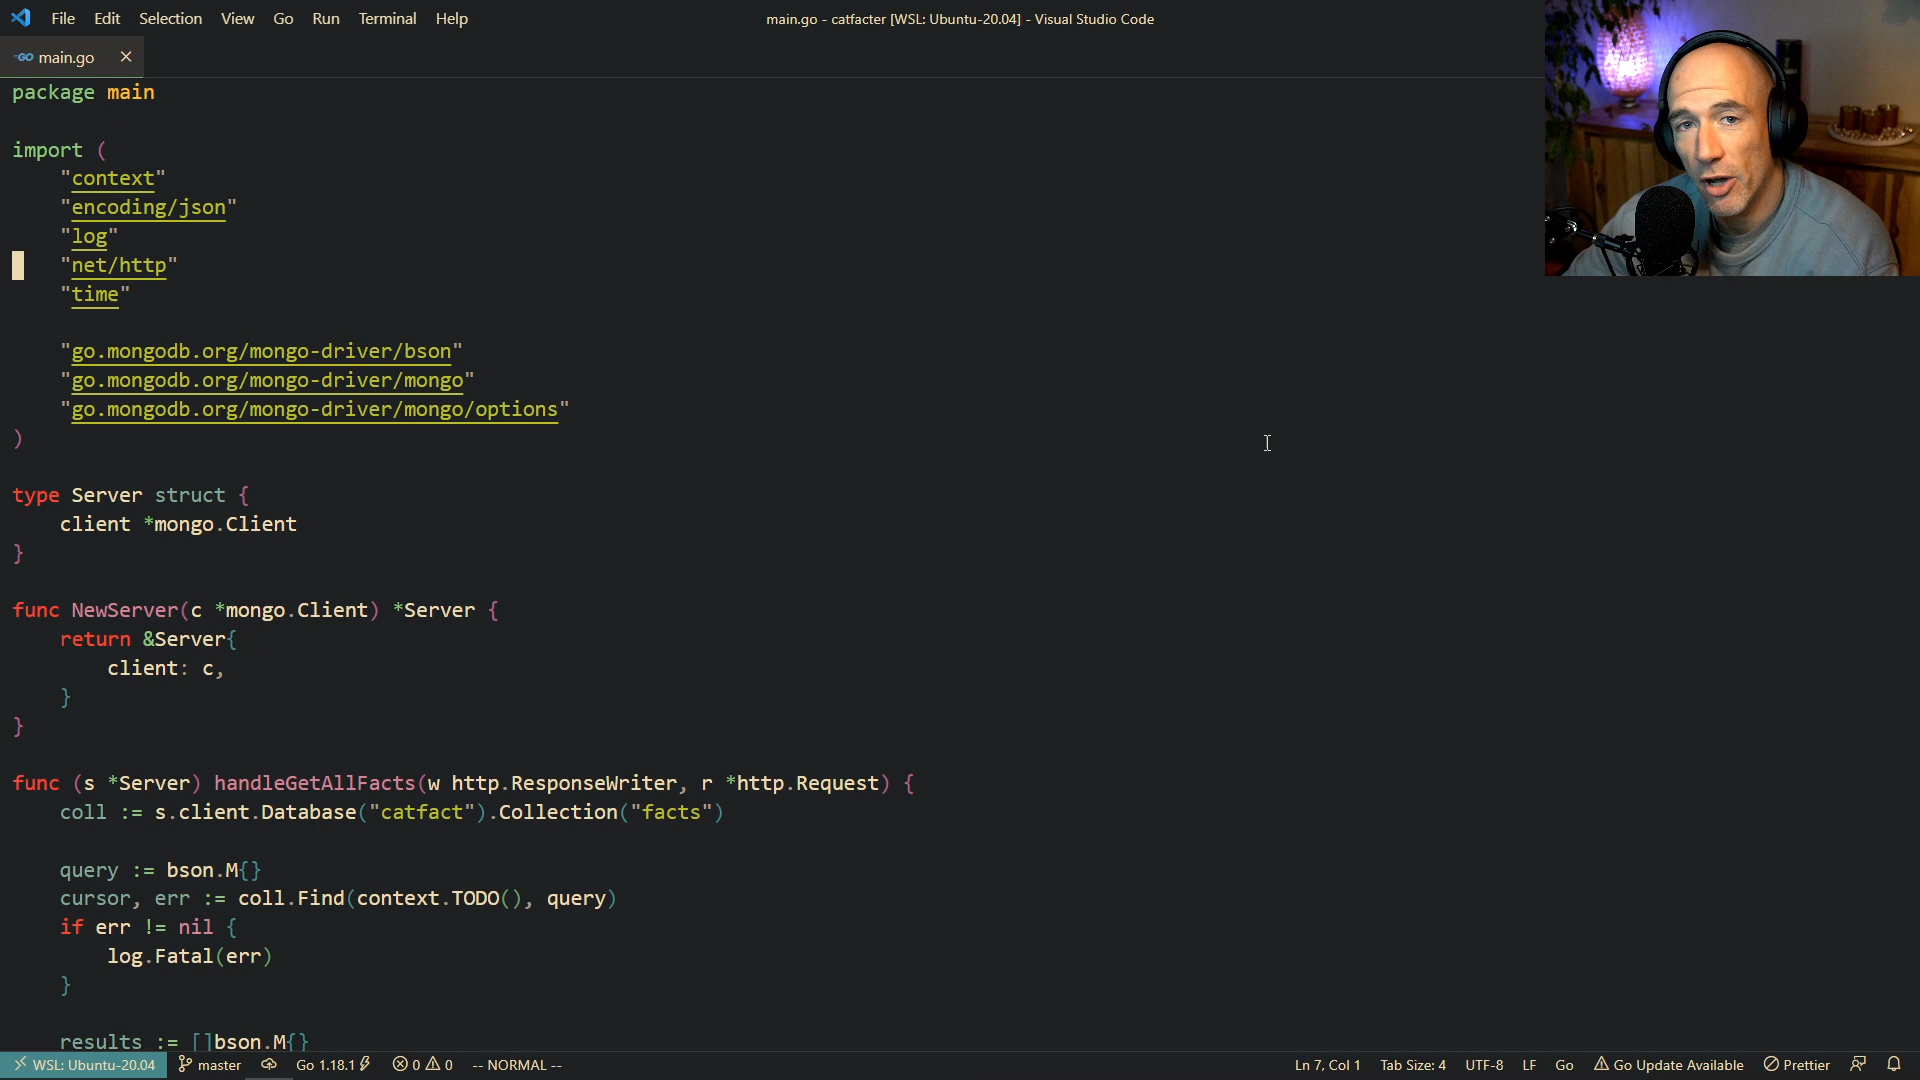 File Edit Selection View Go Run Terminal Help
main.go - catfacter [WSL: Ubuntu-20.04] - Visual Studio Code
GO main.go
package main
import (
"context"
"encoding/json"
"log"
"net/http"
"time"
"go.mongodb.org/mongo-driver/bson"
"go.mongodb.org/mongo-driver/mongo"
"go.mongodb.org/mongo-driver/mongo/options"
)
type Server struct {
client *mongo.Client
}
func NewServer(c *mongo.Client) *Server {
return &Server{
client: c,
}
}
func (s *Server) handleGetAllFacts(w http.ResponseWriter, r *http.Request) {
coll := s.client.Database("catfact").Collection("facts")
query := bson.M{}
cursor, err := coll.Find(context.TODO(), query)
if err != nil {
log.Fatal(err)
}
results := []bson.M{}
WSL: Ubuntu-20.04 master Go 1.18.1 0 0 -- NORMAL -- Ln 7, Col 1 Tab Size: 4 UTF-8 LF Go Go Update Available Prettier